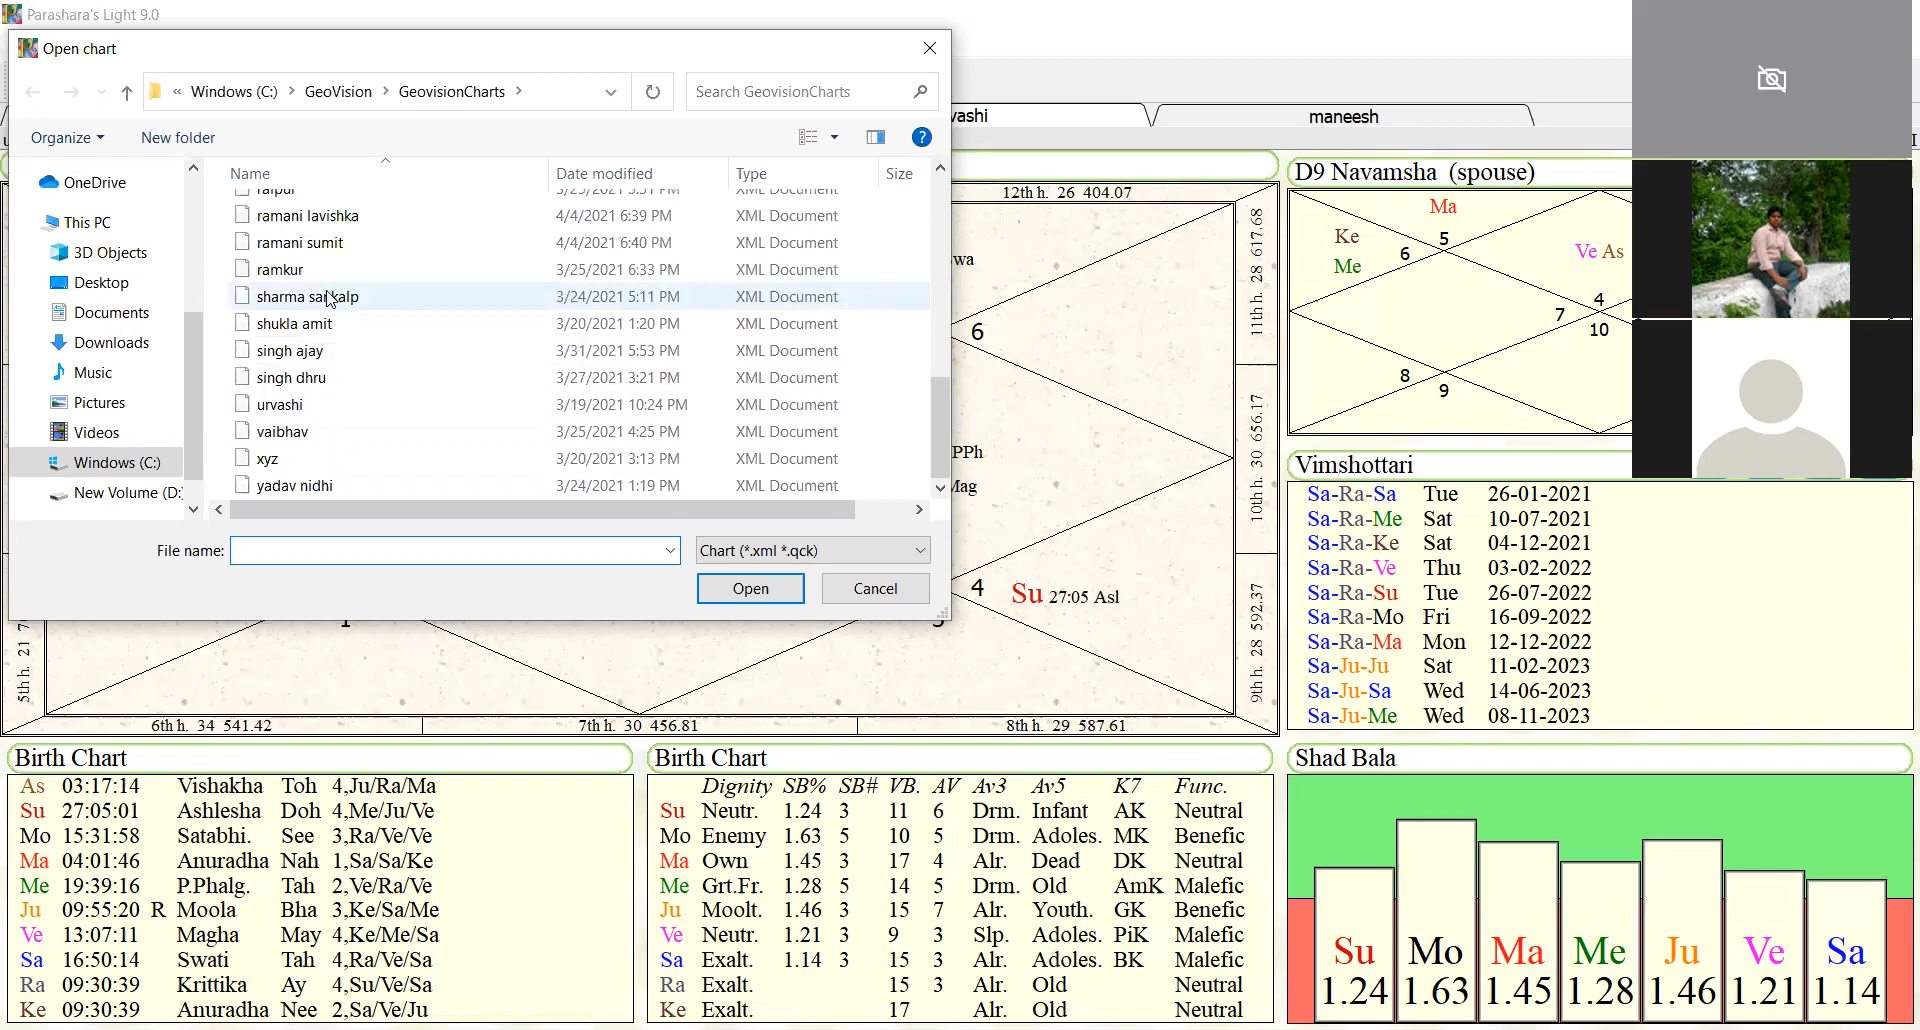 Parashara's Light 9.0
Open chart
« Windows (C:) > GeoVision > GeovisionCharts >
Search GeovisionCharts
Organize
New folder
Name Date modified Type Size
OneDrive
This PC
3D Objects
Desktop
Documents
Downloads
Music
Pictures
Videos
Windows (C:)
New Volume (D:
raipur 3/25/2021 5:51 PM XML Document
ramani lavishka 4/4/2021 6:39 PM XML Document
ramani sumit 4/4/2021 6:40 PM XML Document
ramkur 3/25/2021 6:33 PM XML Document
sharma sankalp 3/24/2021 5:11 PM XML Document
shukla amit 3/20/2021 1:20 PM XML Document
singh ajay 3/31/2021 5:53 PM XML Document
singh dhru 3/27/2021 3:21 PM XML Document
urvashi 3/19/2021 10:24 PM XML Document
vaibhav 3/25/2021 4:25 PM XML Document
xyz 3/20/2021 3:13 PM XML Document
yadav nidhi 3/24/2021 1:19 PM XML Document
File name:
Chart (*.xml *.qck)
Open
Cancel
vashi
maneesh
12th h. 26 404.07
11th h. 28 617.68
10th h. 30 656.17
9th h. 28 592.37
8th h. 29 587.61
7th h. 30 456.81
6th h. 34 541.42
5th h. 21 7
wa
6
PPh
Mag
4
Su 27:05 Asl
1
D9 Navamsha (spouse)
Ma
Ke
Me
5
6
Ve As
4
7
10
8
9
Vimshottari
Sa-Ra-Sa Tue 26-01-2021
Sa-Ra-Me Sat 10-07-2021
Sa-Ra-Ke Sat 04-12-2021
Sa-Ra-Ve Thu 03-02-2022
Sa-Ra-Su Tue 26-07-2022
Sa-Ra-Mo Fri 16-09-2022
Sa-Ra-Ma Mon 12-12-2022
Sa-Ju-Ju Sat 11-02-2023
Sa-Ju-Sa Wed 14-06-2023
Sa-Ju-Me Wed 08-11-2023
Birth Chart
As 03:17:14 Vishakha Toh 4,Ju/Ra/Ma
Su 27:05:01 Ashlesha Doh 4,Me/Ju/Ve
Mo 15:31:58 Satabhi. See 3,Ra/Ve/Ve
Ma 04:01:46 Anuradha Nah 1,Sa/Sa/Ke
Me 19:39:16 P.Phalg. Tah 2,Ve/Ra/Ve
Ju 09:55:20 R Moola Bha 3,Ke/Sa/Me
Ve 13:07:11 Magha May 4,Ke/Me/Sa
Sa 16:50:14 Swati Tah 4,Ra/Ve/Sa
Ra 09:30:39 Krittika Ay 4,Su/Ve/Sa
Ke 09:30:39 Anuradha Nee 2,Sa/Ve/Ju
Birth Chart
Dignity SB% SB# VB. AV Av3 Av5 K7 Func.
Su Neutr. 1.24 3 11 6 Drm. Infant AK Neutral
Mo Enemy 1.63 5 10 5 Drm. Adoles. MK Benefic
Ma Own 1.45 3 17 4 Alr. Dead DK Neutral
Me Grt.Fr. 1.28 5 14 5 Drm. Old AmK Malefic
Ju Moolt. 1.46 3 15 7 Alr. Youth. GK Benefic
Ve Neutr. 1.21 3 9 3 Slp. Adoles. PiK Malefic
Sa Exalt. 1.14 3 15 3 Alr. Adoles. BK Malefic
Ra Exalt. 15 3 Alr. Old Neutral
Ke Exalt. 17 Alr. Old Neutral
Shad Bala
Su Mo Ma Me Ju Ve Sa
1.24 1.63 1.45 1.28 1.46 1.21 1.14